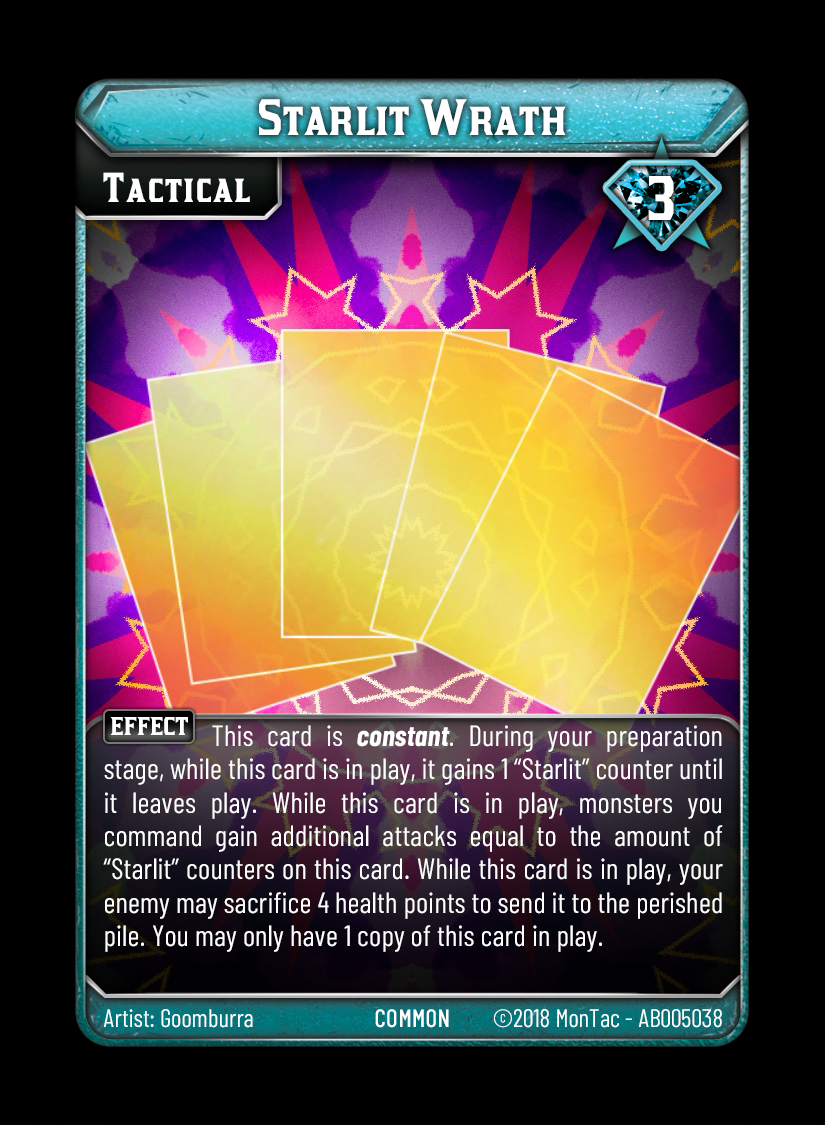 STARLIT WRATH
TACTICAL
-3
EFFECT This card is constant. During your preparation
stage, while this card is in play, it gains 1 “Starlit” counter until
it leaves play. While this card is in play, monsters you
command gain additional attacks equal to the amount of
“Starlit” counters on this card. While this card is in play, your
enemy may sacrifice 4 health points to send it to the perished
pile. You may only have 1 copy of this card in play.
Artist: Goomburra COMMON ©2018 MonTac - AB005038